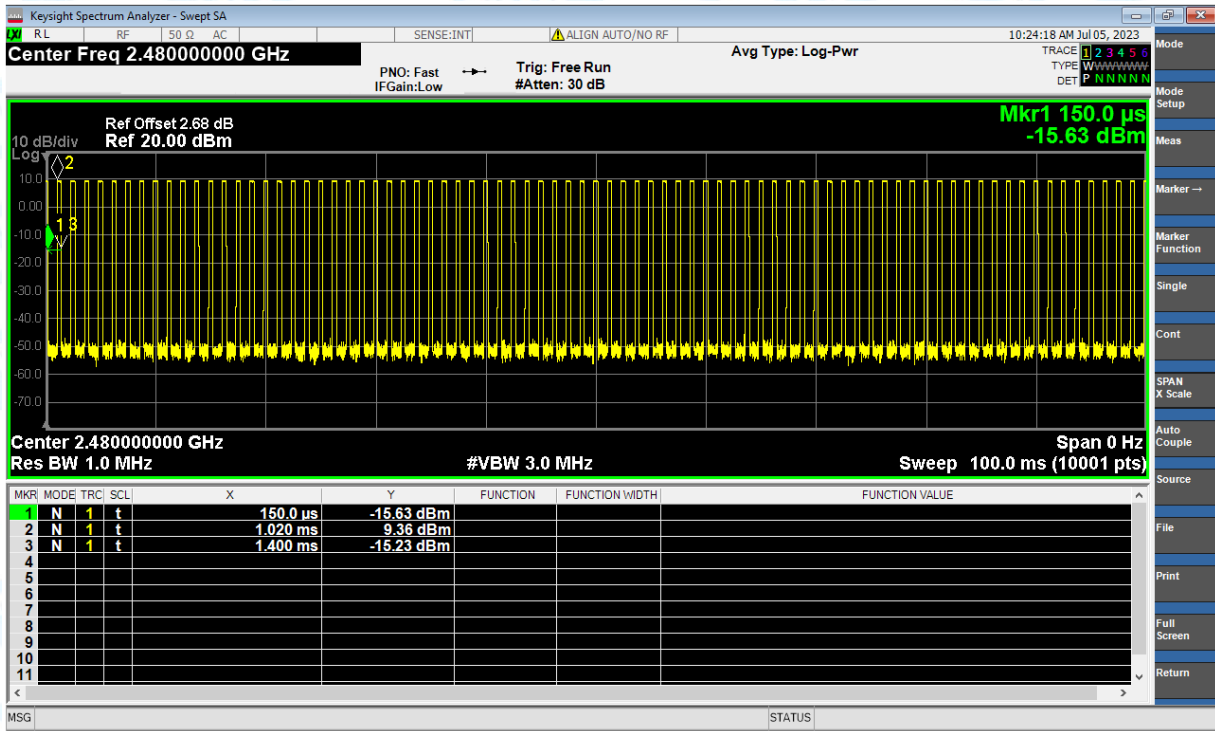 Keysight Spectrum Analyzer - Swept SA
LXI RL RF 50 Ω AC SENSE:INT ALIGN AUTO/NO RF 10:24:18 AM Jul 05, 2023
Center Freq 2.480000000 GHz
Avg Type: Log-Pwr
TRACE 1 2 3 4 5 6
PNO: Fast Trig: Free Run
TYPE WWWWWW
IFGain:Low #Atten: 30 dB
DET P N N N N N
Mode
Mode Setup
Meas
Marker→
Marker Function
Single
Cont
SPAN X Scale
Auto Couple
Source
File
Print
Full Screen
Return
Mkr1 150.0 µs
-15.63 dBm
Ref Offset 2.68 dB
10 dB/div Ref 20.00 dBm
Log
2
10.0
0.00
1 3
-10.0
-20.0
-30.0
-40.0
-50.0
-60.0
-70.0
Center 2.480000000 GHz Span 0 Hz
Res BW 1.0 MHz #VBW 3.0 MHz Sweep 100.0 ms (10001 pts)
MKR MODE TRC SCL X Y FUNCTION FUNCTION WIDTH FUNCTION VALUE
1 N 1 t 150.0 µs -15.63 dBm
2 N 1 t 1.020 ms 9.36 dBm
3 N 1 t 1.400 ms -15.23 dBm
4
5
6
7
8
9
10
11
MSG STATUS